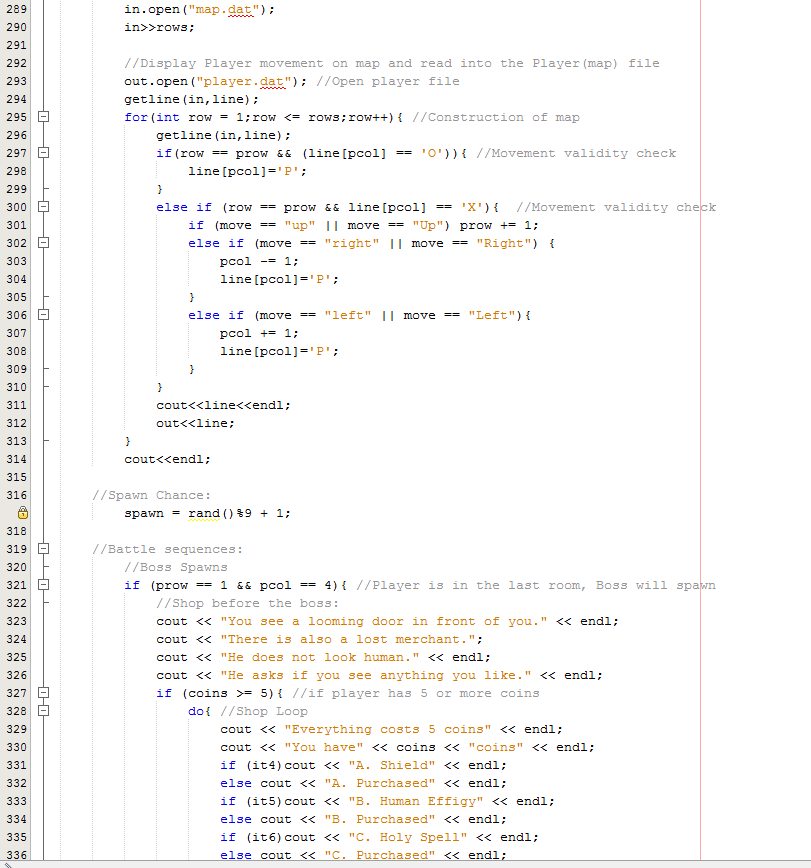 289 in.open("map.dat");
290 in>>rows;
291
292 //Display Player movement on map and read into the Player(map) file
293 out.open("player.dat"); //Open player file
294 getline(in,line);
295 for(int row = 1;row <= rows;row++){ //Construction of map
296 getline(in,line);
297 if(row == prow && (line[pcol] == 'O')){ //Movement validity check
298 line[pcol]='P';
299 }
300 else if (row == prow && line[pcol] == 'X'){ //Movement validity check
301 if (move == "up" || move == "Up") prow += 1;
302 else if (move == "right" || move == "Right") {
303 pcol -= 1;
304 line[pcol]='P';
305 }
306 else if (move == "left" || move == "Left"){
307 pcol += 1;
308 line[pcol]='P';
309 }
310 }
311 cout<<line<<endl;
312 out<<line;
313 }
314 cout<<endl;
315
316 //Spawn Chance:
spawn = rand()%9 + 1;
318
319 //Battle sequences:
320 //Boss Spawns
321 if (prow == 1 && pcol == 4){ //Player is in the last room, Boss will spawn
322 //Shop before the boss:
323 cout << "You see a looming door in front of you." << endl;
324 cout << "There is also a lost merchant.";
325 cout << "He does not look human." << endl;
326 cout << "He asks if you see anything you like." << endl;
327 if (coins >= 5){ //if player has 5 or more coins
328 do{ //Shop Loop
329 cout << "Everything costs 5 coins" << endl;
330 cout << "You have" << coins << "coins" << endl;
331 if (it4)cout << "A. Shield" << endl;
332 else cout << "A. Purchased" << endl;
333 if (it5)cout << "B. Human Effigy" << endl;
334 else cout << "B. Purchased" << endl;
335 if (it6)cout << "C. Holy Spell" << endl;
336 else cout << "C. Purchased" << endl;